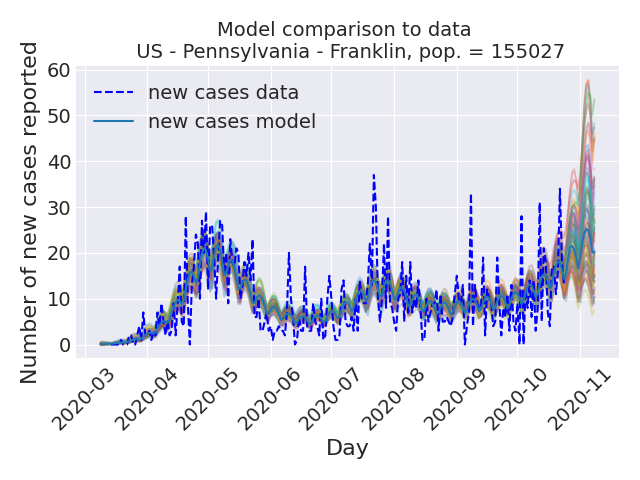 Model comparison to data
US - Pennsylvania - Franklin, pop. = 155027
Number of new cases reported
60
50
40
30
20
10
0
new cases data
new cases model
2020-03
2020-04
2020-05
2020-06
2020-07
2020-08
2020-09
2020-10
2020-11
Day